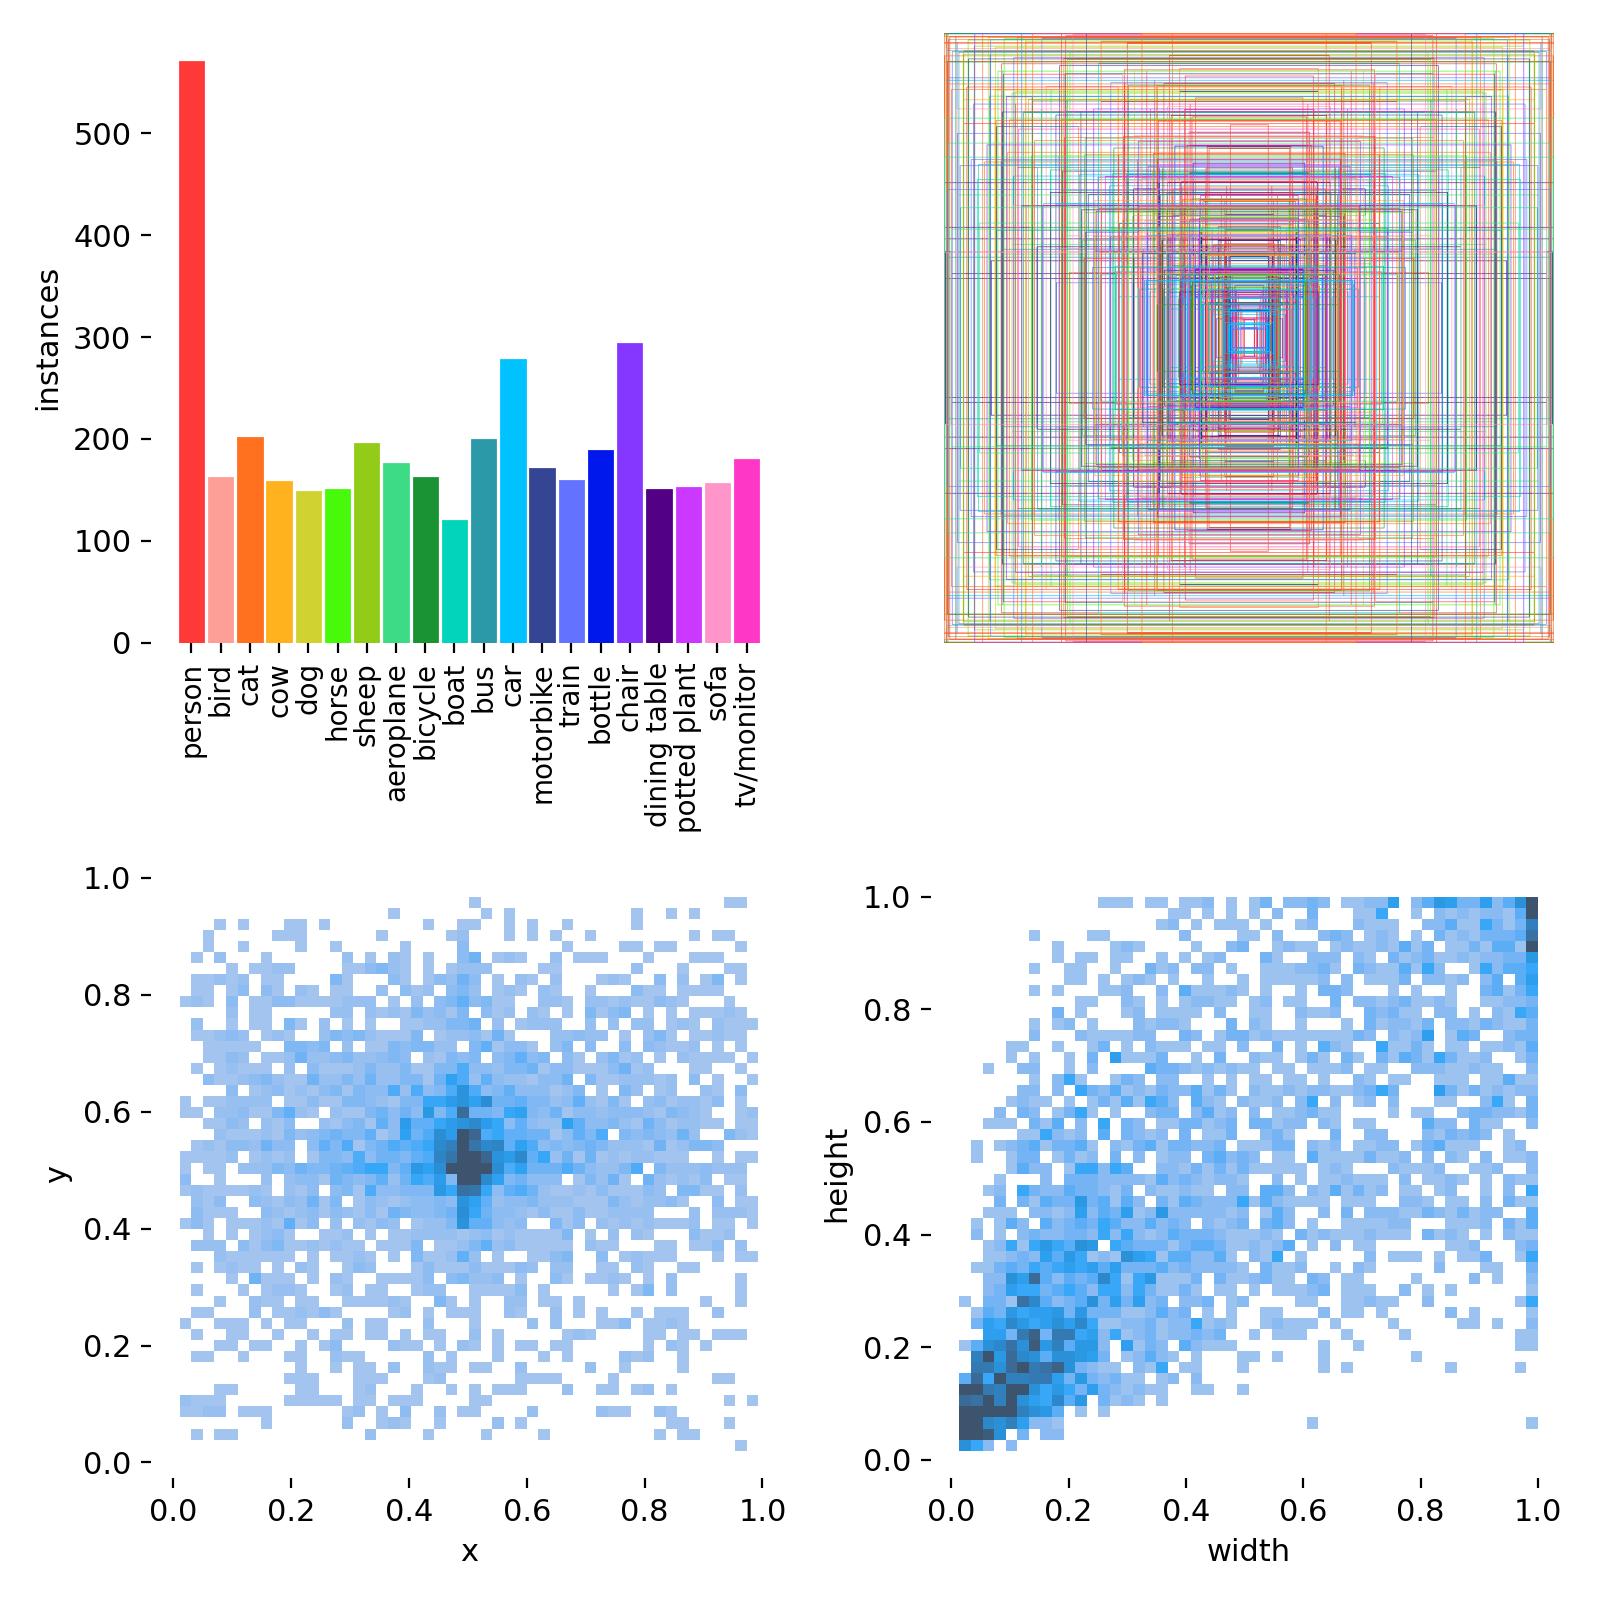 instances
500
400
300
200
100
0
person
bird
cat
cow
dog
horse
sheep
aeroplane
bicycle
boat
bus
car
motorbike
train
bottle
chair
dining table
potted plant
sofa
tv/monitor
y
1.0
0.8
0.6
0.4
0.2
0.0
0.0 0.2 0.4 0.6 0.8 1.0
x
height
1.0
0.8
0.6
0.4
0.2
0.0
0.0 0.2 0.4 0.6 0.8 1.0
width